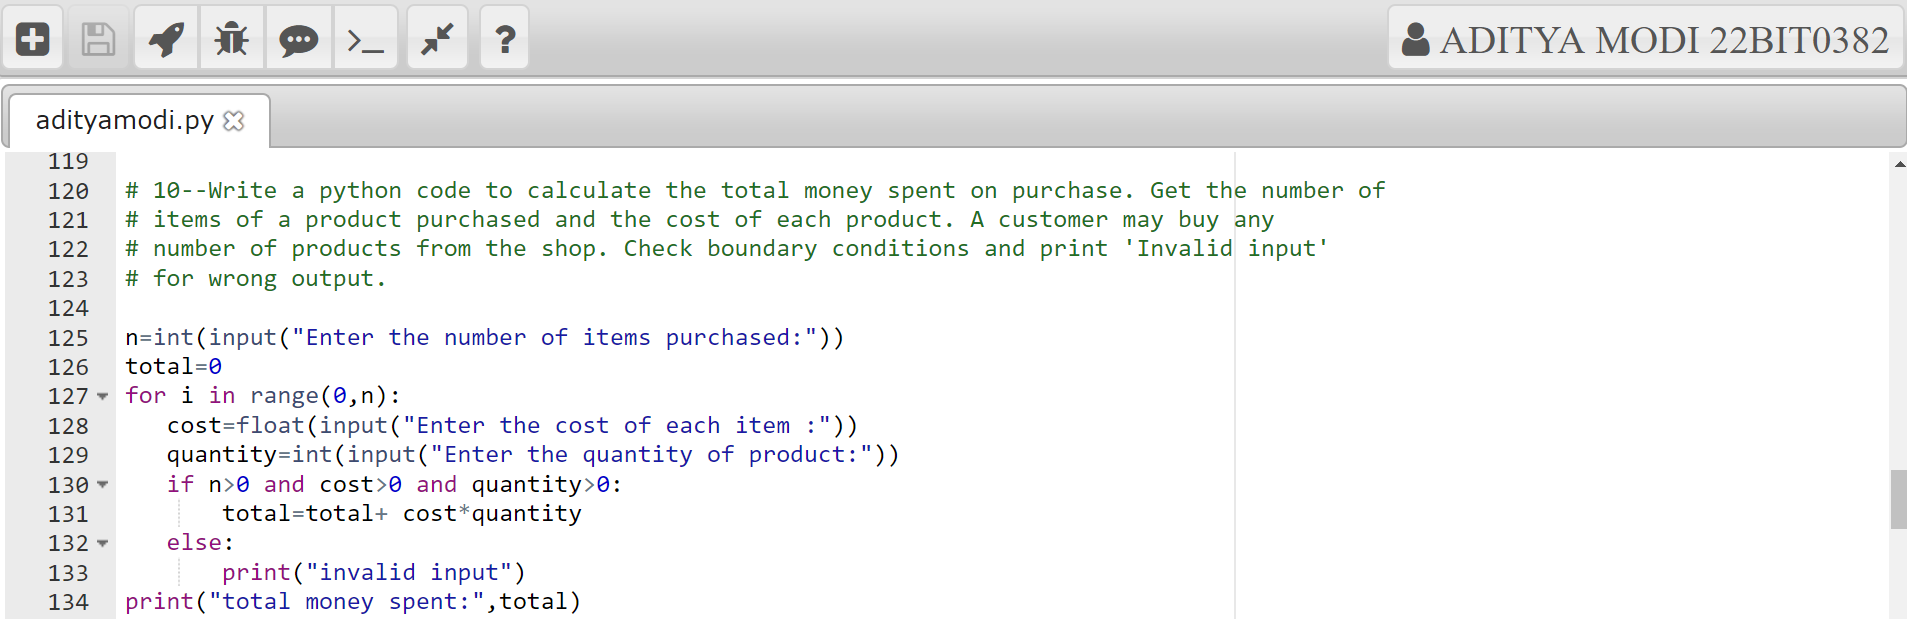 ADITYA MODI 22BIT0382
adityamodi.py
119
120 # 10--Write a python code to calculate the total money spent on purchase. Get the number of
121 # items of a product purchased and the cost of each product. A customer may buy any
122 # number of products from the shop. Check boundary conditions and print 'Invalid input'
123 # for wrong output.
124
125 n=int(input("Enter the number of items purchased:"))
126 total=0
127 for i in range(0,n):
128    cost=float(input("Enter the cost of each item :"))
129    quantity=int(input("Enter the quantity of product:"))
130    if n>0 and cost>0 and quantity>0:
131        total=total+ cost*quantity
132    else:
133        print("invalid input")
134 print("total money spent:",total)